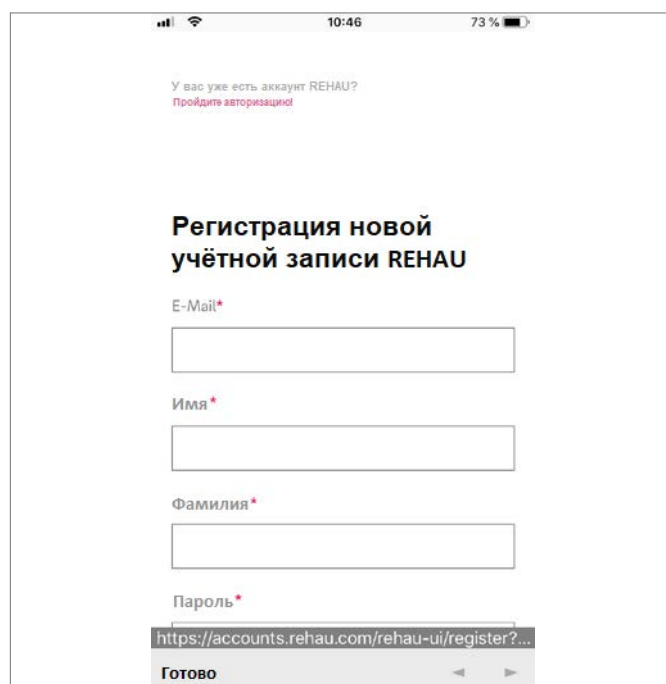 10:46
73 %
У вас уже есть аккаунт REHAU?
Пройдите авторизацию!
Регистрация новой
учётной записи REHAU
E-Mail*
Имя*
Фамилия*
Пароль*
https://accounts.rehau.com/rehau-ui/register?...
Готово